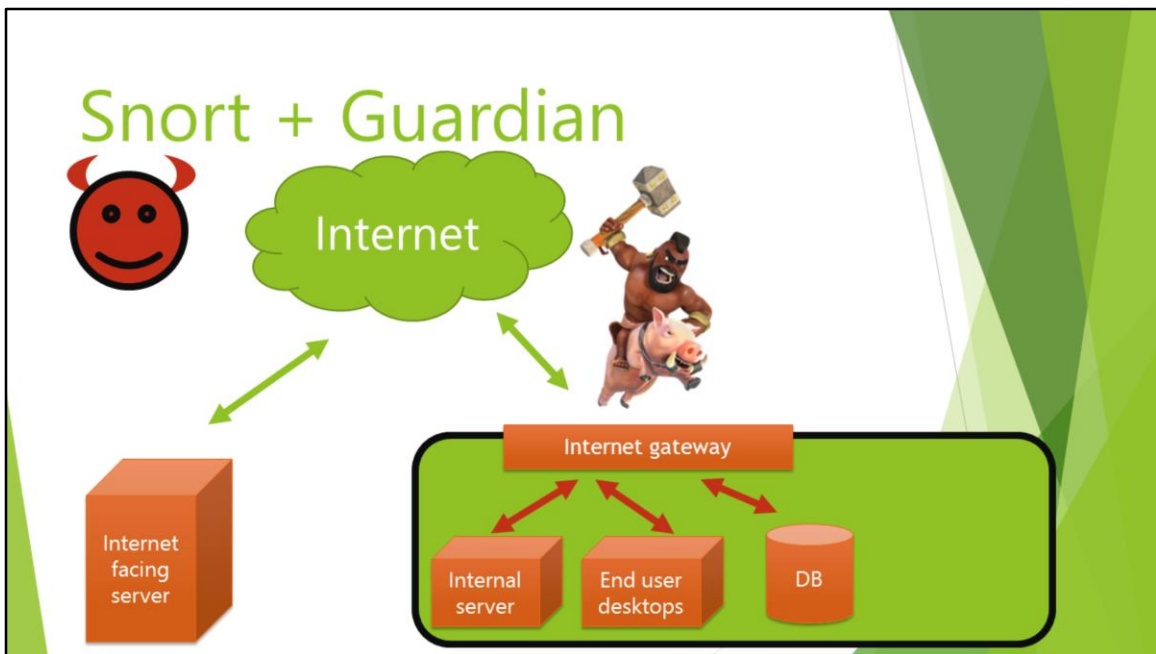 Snort + Guardian
Internet
Internet gateway
Internet
facing
server
Internal
server
End user
desktops
DB